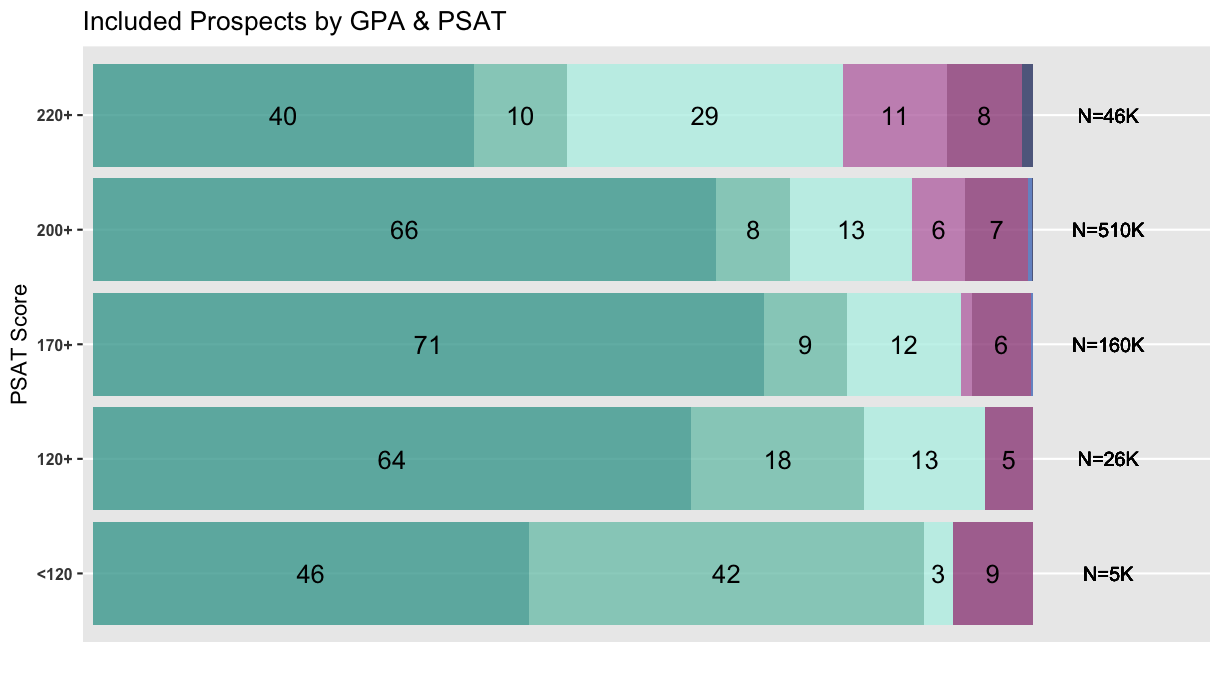 Included Prospects by GPA & PSAT
PSAT Score
220+ 40 10 29 11 8 N=46K
200+ 66 8 13 6 7 N=510K
170+ 71 9 12 6 N=160K
120+ 64 18 13 5 N=26K
<120 46 42 3 9 N=5K